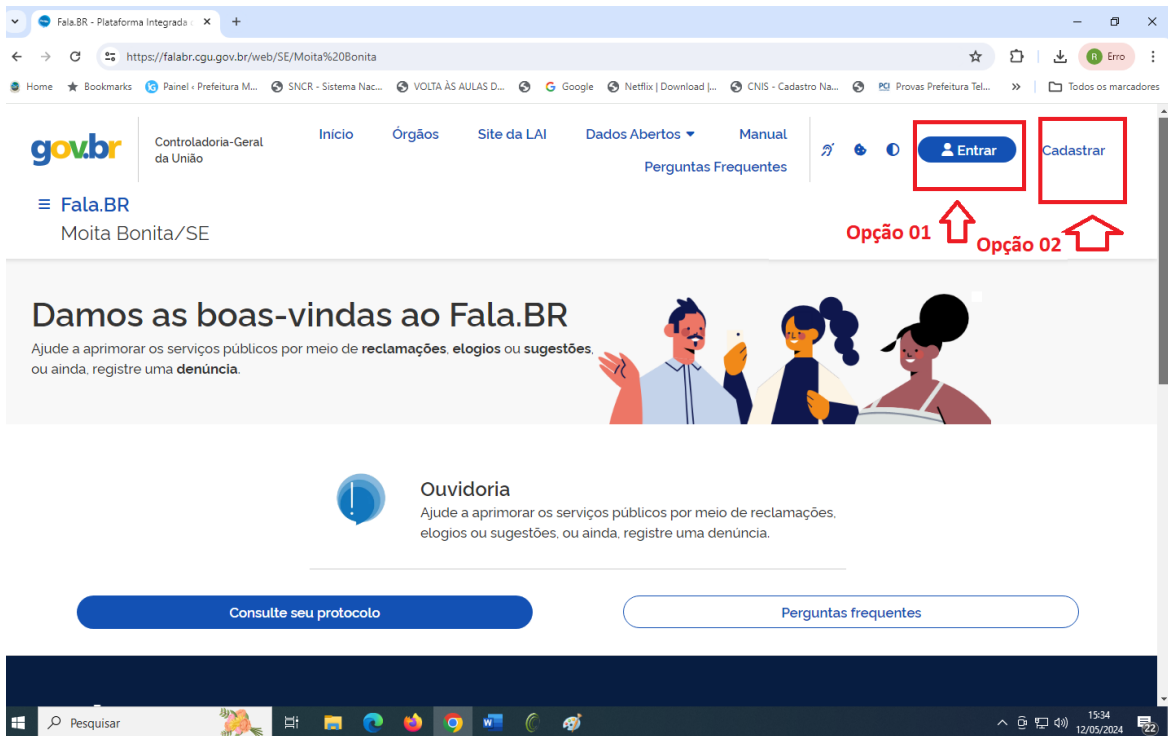 Fala.BR - Plataforma Integrada
https://falabr.cgu.gov.br/web/SE/Moita%20Bonita
R Erro
Home Bookmarks Painel ‹ Prefeitura M... SNCR - Sistema Nac... VOLTA ÀS AULAS D... Google Netflix | Download |... CNIS - Cadastro Na... PCI Provas Prefeitura Tel... » Todos os marcadores
gov.br
Controladoria-Geral
da União
Início Órgãos Site da LAI Dados Abertos Manual
Perguntas Frequentes
Entrar Cadastrar
Fala.BR
Moita Bonita/SE
Opção 01
Opção 02
Damos as boas-vindas ao Fala.BR
Ajude a aprimorar os serviços públicos por meio de reclamações, elogios ou sugestões,
ou ainda, registre uma denúncia.
Ouvidoria
Ajude a aprimorar os serviços públicos por meio de reclamações,
elogios ou sugestões, ou ainda, registre uma denúncia.
Consulte seu protocolo Perguntas frequentes
Pesquisar
15:34
12/05/2024
22